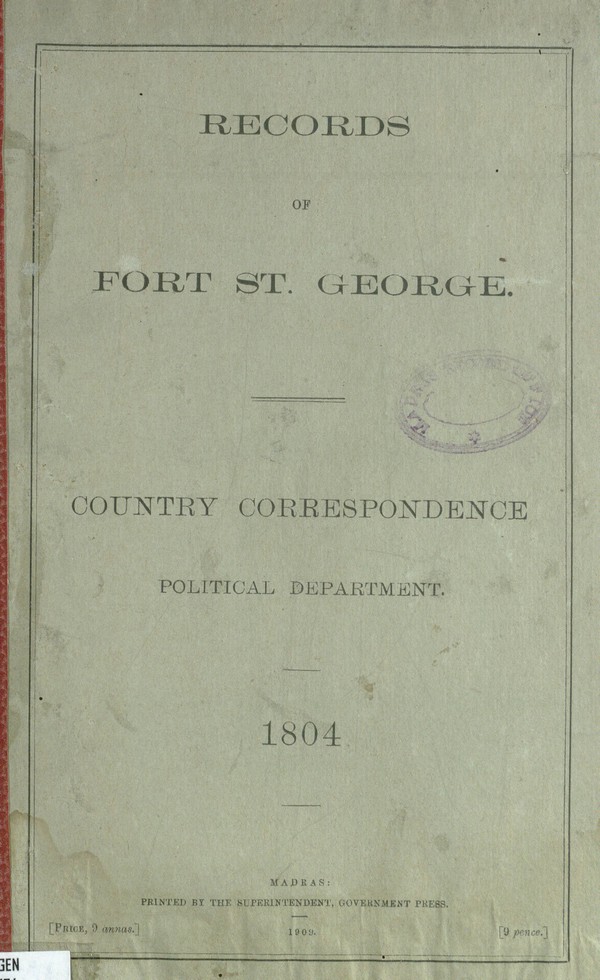 RECORDS
OF
FORT ST. GEORGE.
COUNTRY CORRESPONDENCE
POLITICAL DEPARTMENT.
1804
MADRAS:
PRINTED BY THE SUPERINTENDENT, GOVERNMENT PRESS.
1909.
[PRICE, 9 annas.]
[9 pence.]
GEN